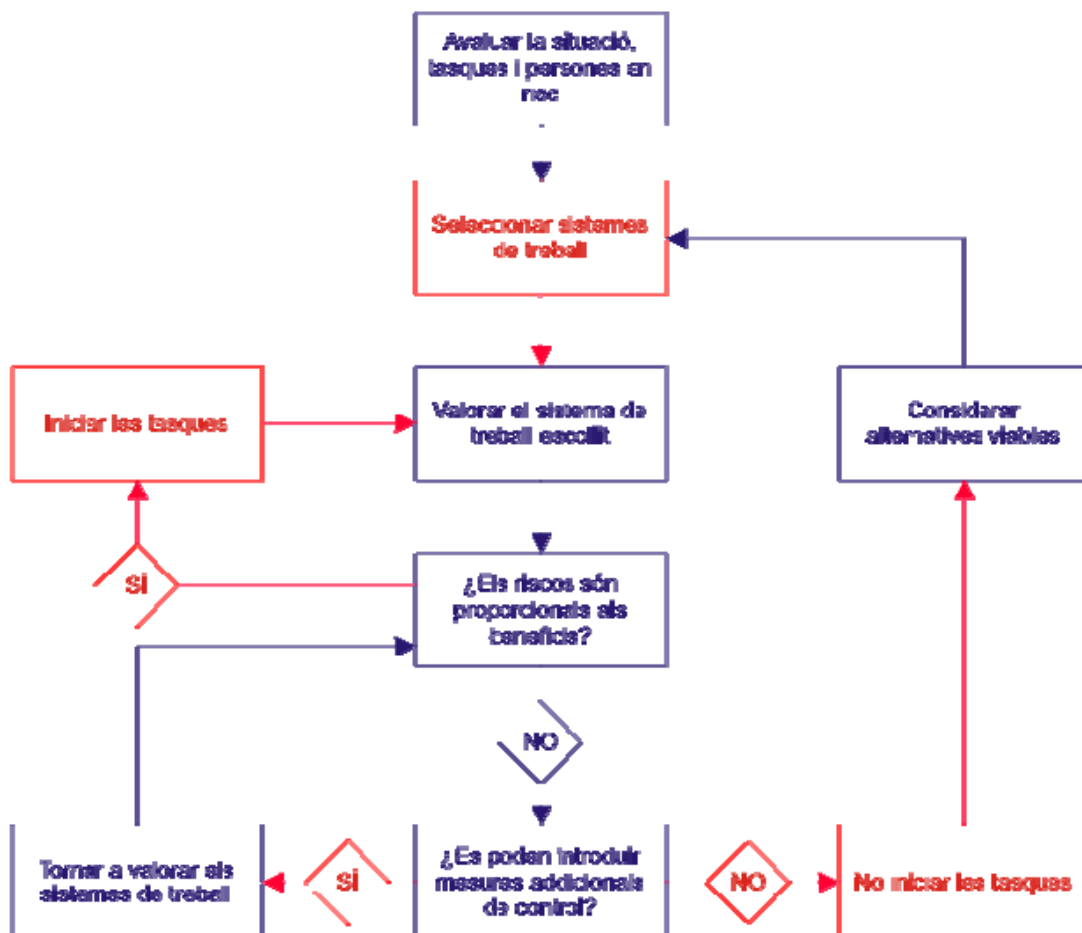 Avaluar la situació,
tasques i persones en
risc
Seleccionar sistemes
de treball
Iniciar les tasques
Valorar el sistema de
treball escollit
Considerar
alternatives viables
SÍ
¿Els riscos són
proporcionals als
beneficis?
NO
Tornar a valorar els
sistemes de treball
SÍ
¿Es poden introduir
mesures addicionals
de control?
NO
No iniciar les tasques